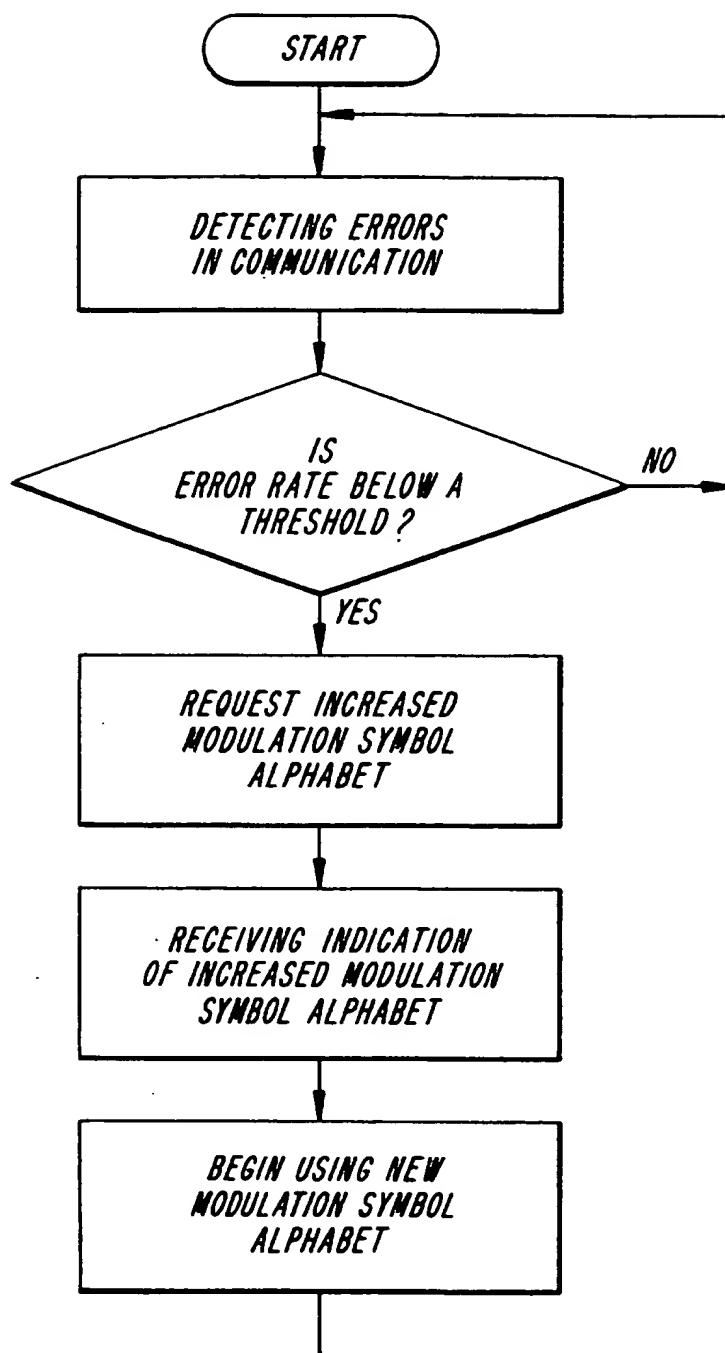 START
DETECTING ERRORS
IN COMMUNICATION
IS
ERROR RATE BELOW A
THRESHOLD?
NO
YES
REQUEST INCREASED
MODULATION SYMBOL
ALPHABET
RECEIVING INDICATION
OF INCREASED MODULATION
SYMBOL ALPHABET
BEGIN USING NEW
MODULATION SYMBOL
ALPHABET